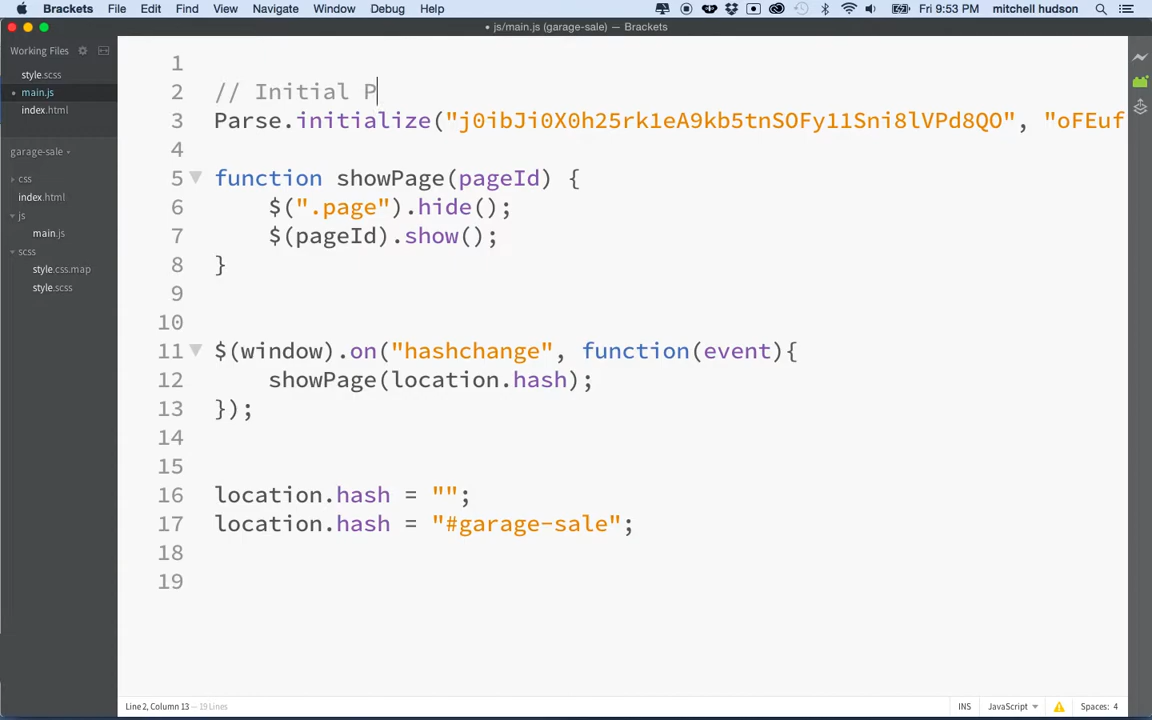 Brackets File Edit Find View Navigate Window Debug Help Fri 9:53 PM mitchell hudson
• js/main.js (garage-sale) — Brackets
Working Files
style.scss
main.js
index.html
garage-sale
css
index.html
js
main.js
scss
style.css.map
style.scss
1
2 // Initial P
3 Parse.initialize("j0ibJi0X0h25rk1eA9kb5tnSOFy11Sni8lVPd8QO", "oFEuf
4
5 function showPage(pageId) {
6 $(".page").hide();
7 $(pageId).show();
8 }
9
10
11 $(window).on("hashchange", function(event){
12 showPage(location.hash);
13 });
14
15
16 location.hash = "";
17 location.hash = "#garage-sale";
18
19
Line 2, Column 13 — 19 Lines INS JavaScript Spaces: 4